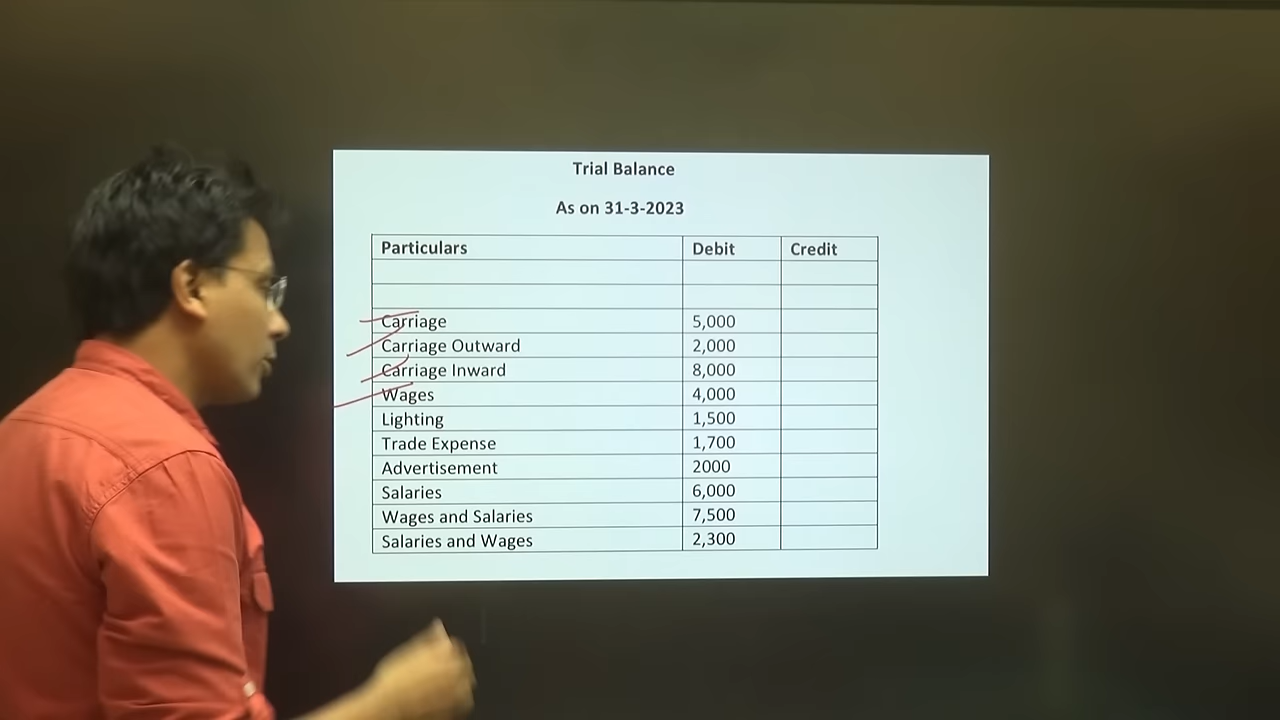 Trial Balance
As on 31-3-2023
Particulars Debit Credit
Carriage 5,000
Carriage Outward 2,000
Carriage Inward 8,000
Wages 4,000
Lighting 1,500
Trade Expense 1,700
Advertisement 2000
Salaries 6,000
Wages and Salaries 7,500
Salaries and Wages 2,300